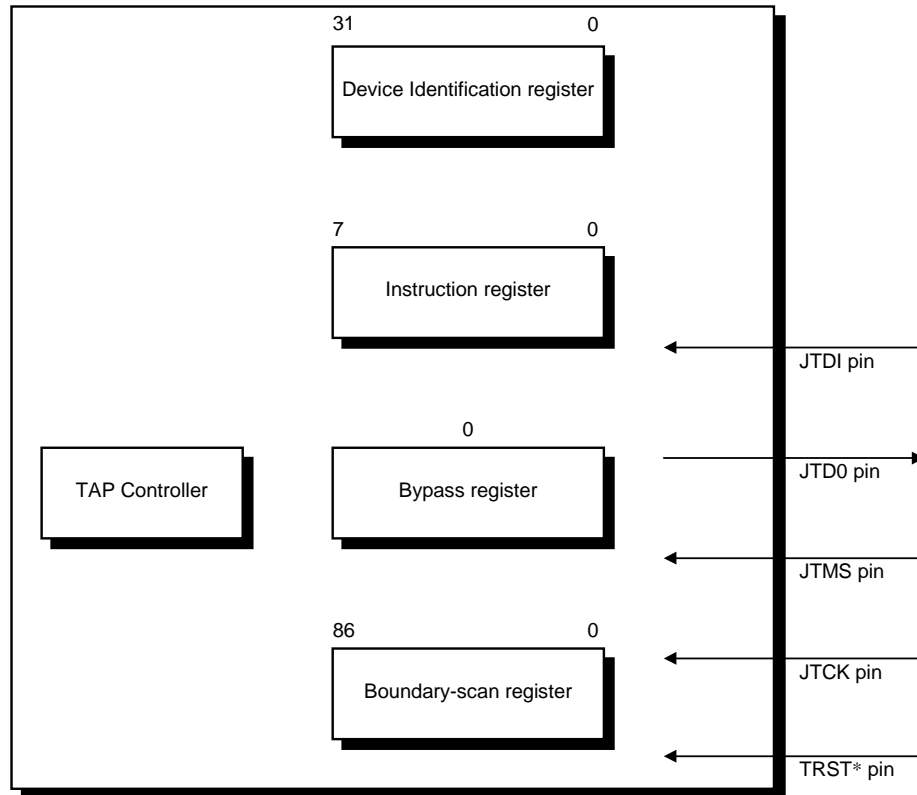 31 0
Device Identification register
7 0
Instruction register
JTDI pin
0
TAP Controller
Bypass register
JTD0 pin
JTMS pin
86 0
Boundary-scan register
JTCK pin
TRST* pin